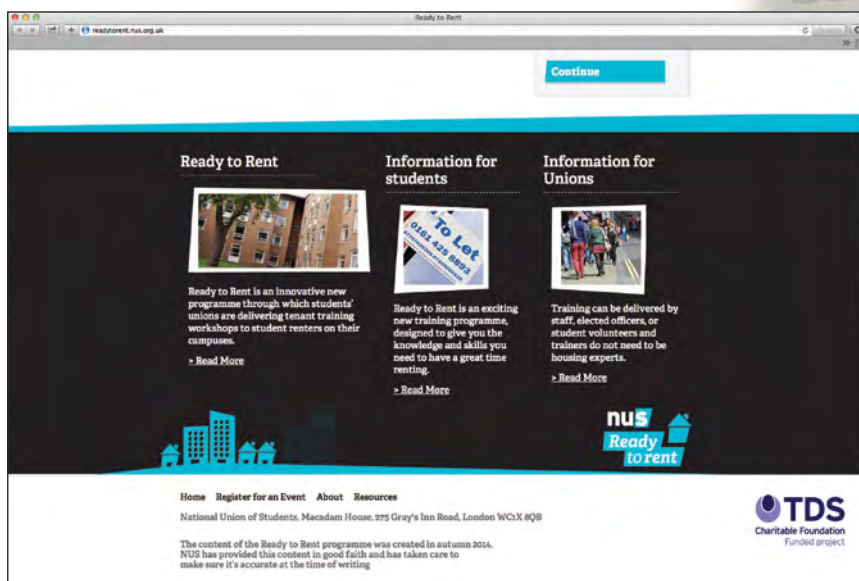 Ready to Rent
readytorent.nus.org.uk
Continue
Ready to Rent
Ready to Rent is an innovative new
programme through which students'
unions are delivering tenant training
workshops to student renters on their
campuses.
> Read More
Information for
students
To Let
0161 425 8893
Ready to Rent is an exciting
new training programme,
designed to give you the
knowledge and skills you
need to have a great time
renting.
> Read More
Information for
Unions
Training can be delivered by
staff, elected officers, or
student volunteers and
trainers do not need to be
housing experts.
> Read More
nus
Ready
to rent
Home Register for an Event About Resources
National Union of Students, Macadam House, 275 Gray's Inn Road, London WC1X 8QB
The content of the Ready to Rent programme was created in autumn 2014.
NUS has provided this content in good faith and has taken care to
make sure it's accurate at the time of writing
TDS
Charitable Foundation
Funded project